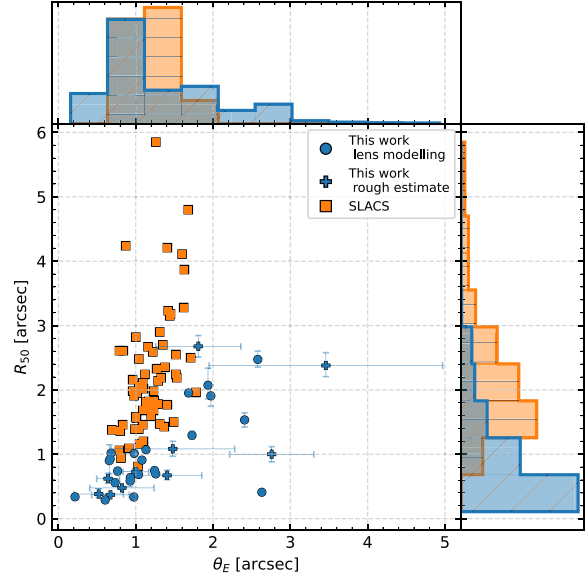 6
5
4
3
2
1
0
R50 [arcsec]
This work
lens modelling
This work
rough estimate
SLACS
0 1 2 3 4 5
θE [arcsec]